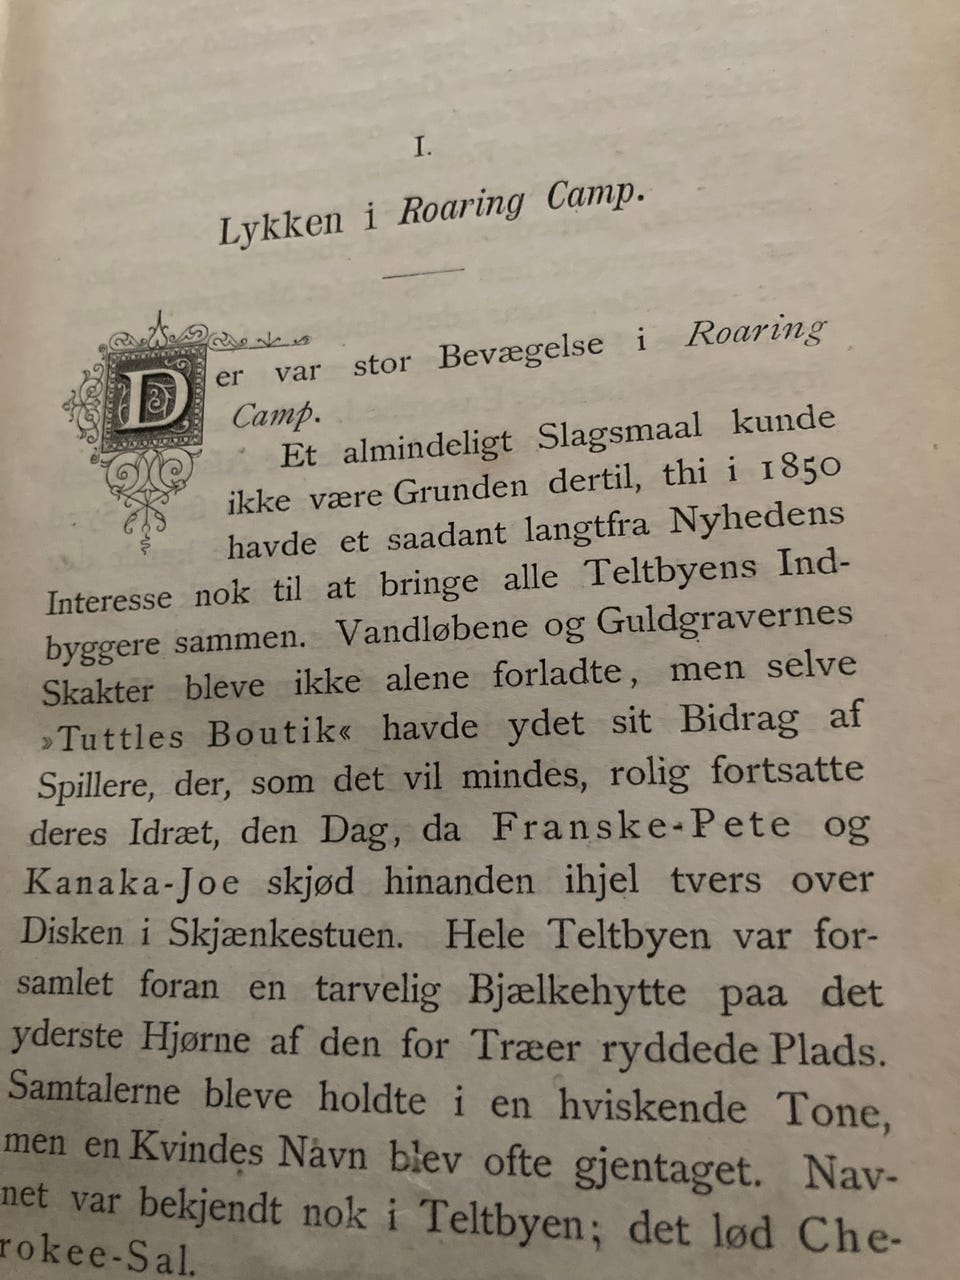 I.
Lykken i Roaring Camp.
Der var stor Bevægelse i Roaring
Camp.
Et almindeligt Slagsmaal kunde
ikke være Grunden dertil, thi i 1850
havde et saadant langtfra Nyhedens
Interesse nok til at bringe alle Teltbyens Ind-
byggere sammen. Vandløbene og Guldgravernes
Skakter bleve ikke alene forladte, men selve
»Tuttles Boutik« havde ydet sit Bidrag af
Spillere, der, som det vil mindes, rolig fortsatte
deres Idræt, den Dag, da Franske-Pete og
Kanaka-Joe skjød hinanden ihjel tvers over
Disken i Skjænkestuen. Hele Teltbyen var for-
samlet foran en tarvelig Bjælkehytte paa det
yderste Hjørne af den for Træer ryddede Plads.
Samtalerne bleve holdte i en hviskende Tone,
men en Kvindes Navn blev ofte gjentaget. Nav-
net var bekjendt nok i Teltbyen; det lød Che-
rokee-Sal.